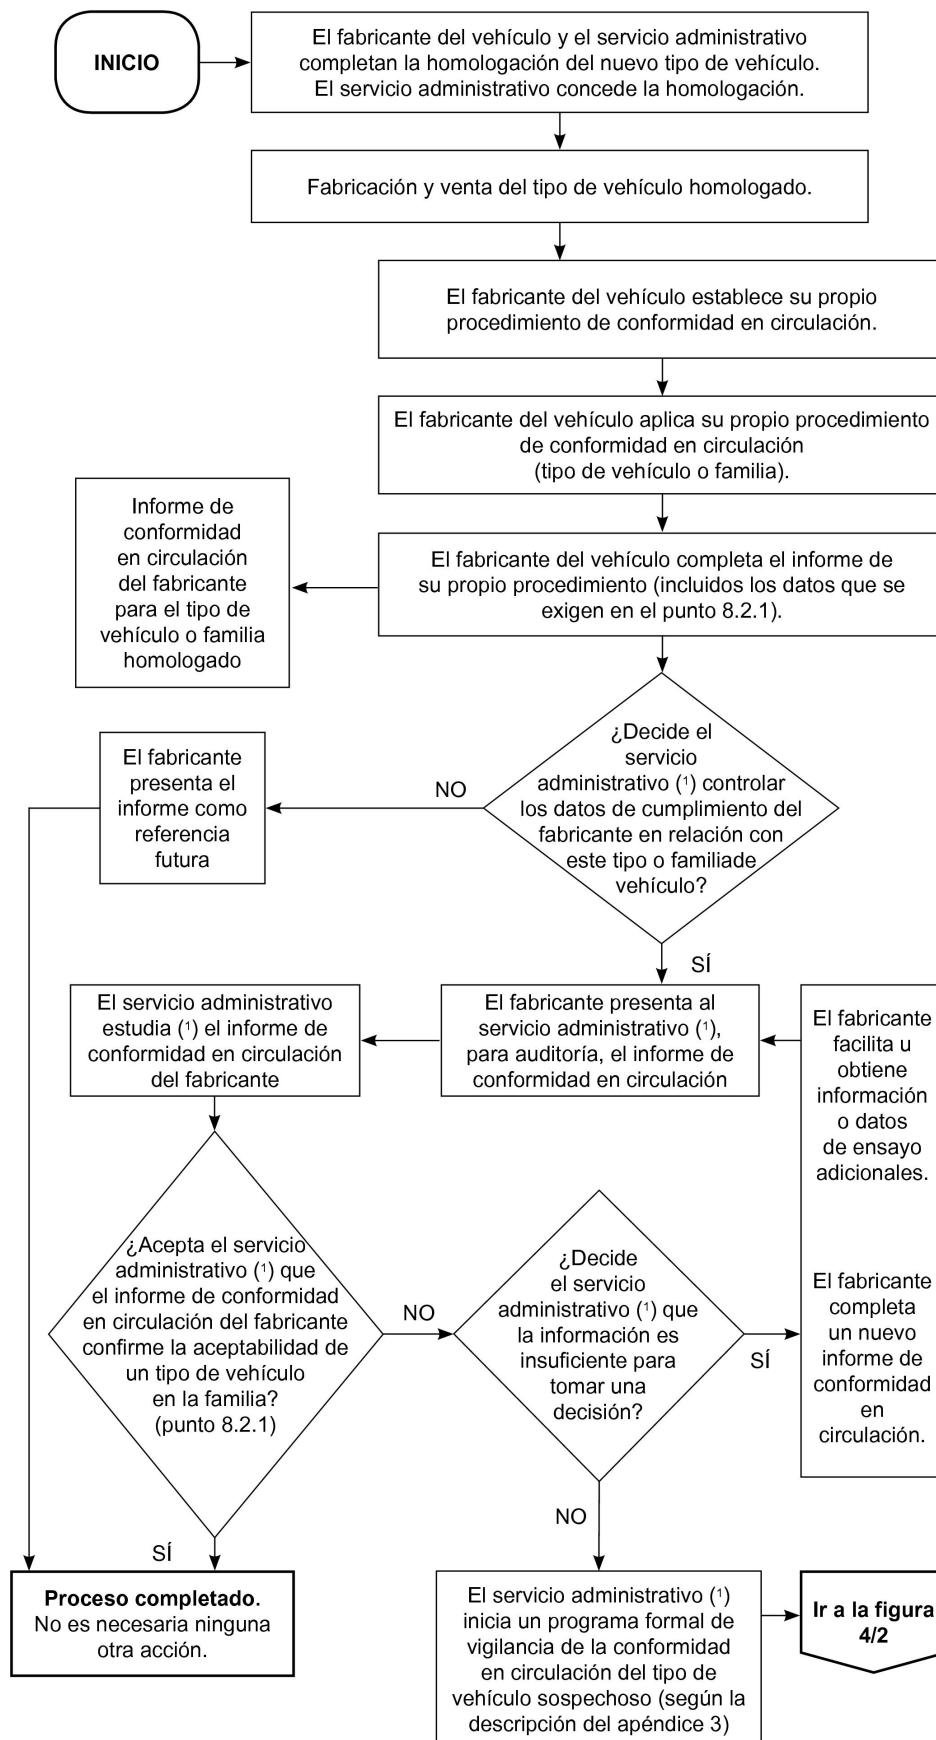 INICIO
El fabricante del vehículo y el servicio administrativo
completan la homologación del nuevo tipo de vehículo.
El servicio administrativo concede la homologación.
Fabricación y venta del tipo de vehículo homologado.
El fabricante del vehículo establece su propio
procedimiento de conformidad en circulación.
El fabricante del vehículo aplica su propio procedimiento
de conformidad en circulación
(tipo de vehículo o familia).
Informe de
conformidad
en circulación
del fabricante
para el tipo de
vehículo o familia
homologado
El fabricante del vehículo completa el informe de
su propio procedimiento (incluidos los datos que se
exigen en el punto 8.2.1).
¿Decide el
servicio
administrativo (¹) controlar
los datos de cumplimiento del
fabricante en relación con
este tipo o familiade
vehículo?
NO
El fabricante
presenta el
informe como
referencia
futura
SÍ
El servicio administrativo
estudia (¹) el informe de
conformidad en circulación
del fabricante
El fabricante presenta al
servicio administrativo (¹),
para auditoría, el informe de
conformidad en circulación
El fabricante
facilita u
obtiene
información
o datos
de ensayo
adicionales.
El fabricante
completa
un nuevo
informe de
conformidad
en
circulación.
¿Acepta el servicio
administrativo (¹) que
el informe de conformidad
en circulación del fabricante
confirme la aceptabilidad de
un tipo de vehículo
en la familia?
(punto 8.2.1)
NO
¿Decide
el servicio
administrativo (¹) que
la información es
insuficiente para
tomar una
decisión?
SÍ
NO
SÍ
Proceso completado.
No es necesaria ninguna
otra acción.
El servicio administrativo (¹)
inicia un programa formal de
vigilancia de la conformidad
en circulación del tipo de
vehículo sospechoso (según la
descripción del apéndice 3)
Ir a la figura
4/2